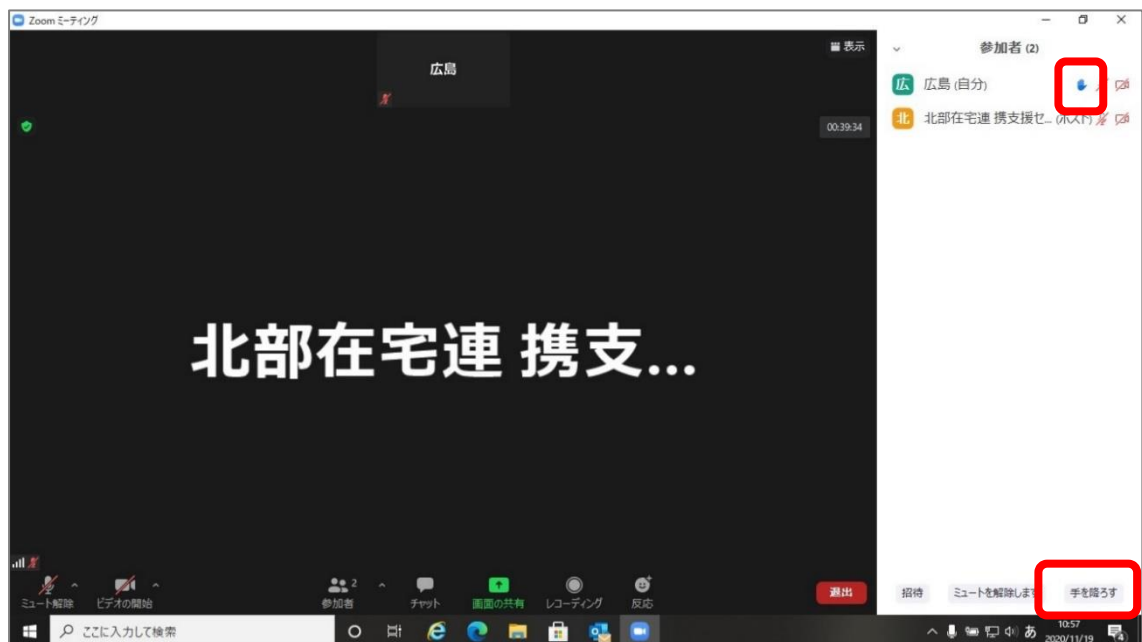 Zoom ミーティング
広島
表示
00:39:34
北部在宅連 携支...
参加者 (2)
広 広島 (自分)
北 北部在宅連 携支援セ... (ホスト)
ミュート解除
ビデオの開始
2
参加者
チャット
画面の共有
レコーディング
反応
退出
招待
ミュートを解除します
手を降ろす
ここに入力して検索
あ
10:57
2020/11/19
4